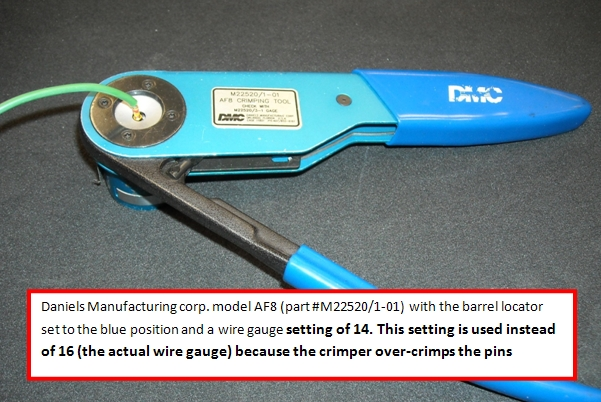 M22520/1-01
AF8 CRIMPING TOOL
CHECK WITH
M22520/3-1 GAGE
DMC
DMC
Daniels Manufacturing corp. model AF8 (part #M22520/1-01) with the barrel locator
set to the blue position and a wire gauge setting of 14. This setting is used instead
of 16 (the actual wire gauge) because the crimper over-crimps the pins